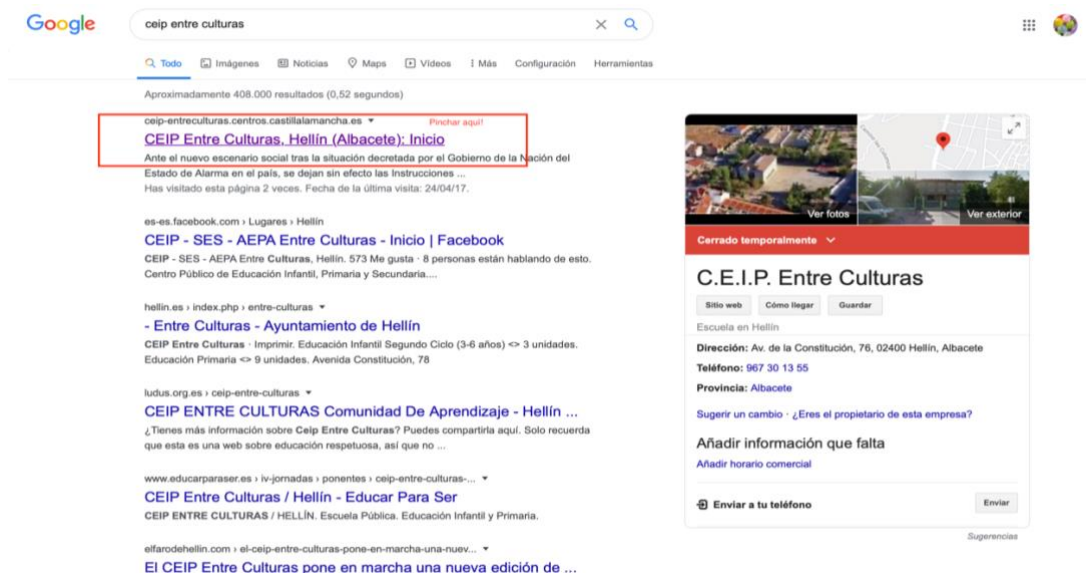 Google
ceip entre culturas
Todo Imágenes Noticias Maps Vídeos Más Configuración Herramientas
Aproximadamente 408.000 resultados (0,52 segundos)
ceip-entreculturas.centros.castillalamancha.es
Pinchar aquí!
CEIP Entre Culturas, Hellín (Albacete): Inicio
Ante el nuevo escenario social tras la situación decretada por el Gobierno de la Nación del
Estado de Alarma en el país, se dejan sin efecto las Instrucciones ...
Has visitado esta página 2 veces. Fecha de la última visita: 24/04/17.
es-es.facebook.com › Lugares › Hellín
CEIP - SES - AEPA Entre Culturas - Inicio | Facebook
CEIP - SES - AEPA Entre Culturas, Hellín. 573 Me gusta · 8 personas están hablando de esto.
Centro Público de Educación Infantil, Primaria y Secundaria....
hellin.es › index.php › entre-culturas
- Entre Culturas - Ayuntamiento de Hellín
CEIP Entre Culturas · Imprimir. Educación Infantil Segundo Ciclo (3-6 años) <> 3 unidades.
Educación Primaria <> 9 unidades. Avenida Constitución, 78
ludus.org.es › ceip-entre-culturas
CEIP ENTRE CULTURAS Comunidad De Aprendizaje - Hellín ...
¿Tienes más información sobre Ceip Entre Culturas? Puedes compartirla aquí. Solo recuerda
que esta es una web sobre educación respetuosa, así que no ...
www.educarparaser.es › iv-jornadas › ponentes › ceip-entre-culturas-...
CEIP Entre Culturas / Hellín - Educar Para Ser
CEIP ENTRE CULTURAS / HELLÍN. Escuela Pública. Educación Infantil y Primaria.
elfarodehellin.com › el-ceip-entre-culturas-pone-en-marcha-una-nuev...
El CEIP Entre Culturas pone en marcha una nueva edición de ...
Ver fotos
Ver exterior
Cerrado temporalmente
C.E.I.P. Entre Culturas
Sitio web Cómo llegar Guardar
Escuela en Hellín
Dirección: Av. de la Constitución, 76, 02400 Hellín, Albacete
Teléfono: 967 30 13 55
Provincia: Albacete
Sugerir un cambio · ¿Eres el propietario de esta empresa?
Añadir información que falta
Añadir horario comercial
Enviar a tu teléfono
Enviar
Sugerencias